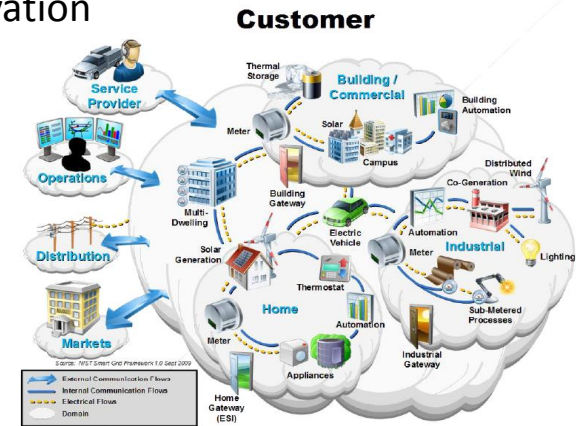 vation
Customer
Service
Provider
Operations
Distribution
Markets
Thermal
Storage
Building /
Commercial
Building
Automation
Meter
Solar
Campus
Multi-
Dwelling
Building
Gateway
Electric
Vehicle
Distributed
Wind
Co-Generation
Automation
Meter
Industrial
Lighting
Sub-Metered
Processes
Industrial
Gateway
Solar
Generation
Thermostat
Home
Automation
Meter
Appliances
Home
Gateway
(ESI)
Source: NIST Smart Grid Framework 1.0 Sept 2009
External Communication Flows
Internal Communication Flows
Electrical Flows
Domain